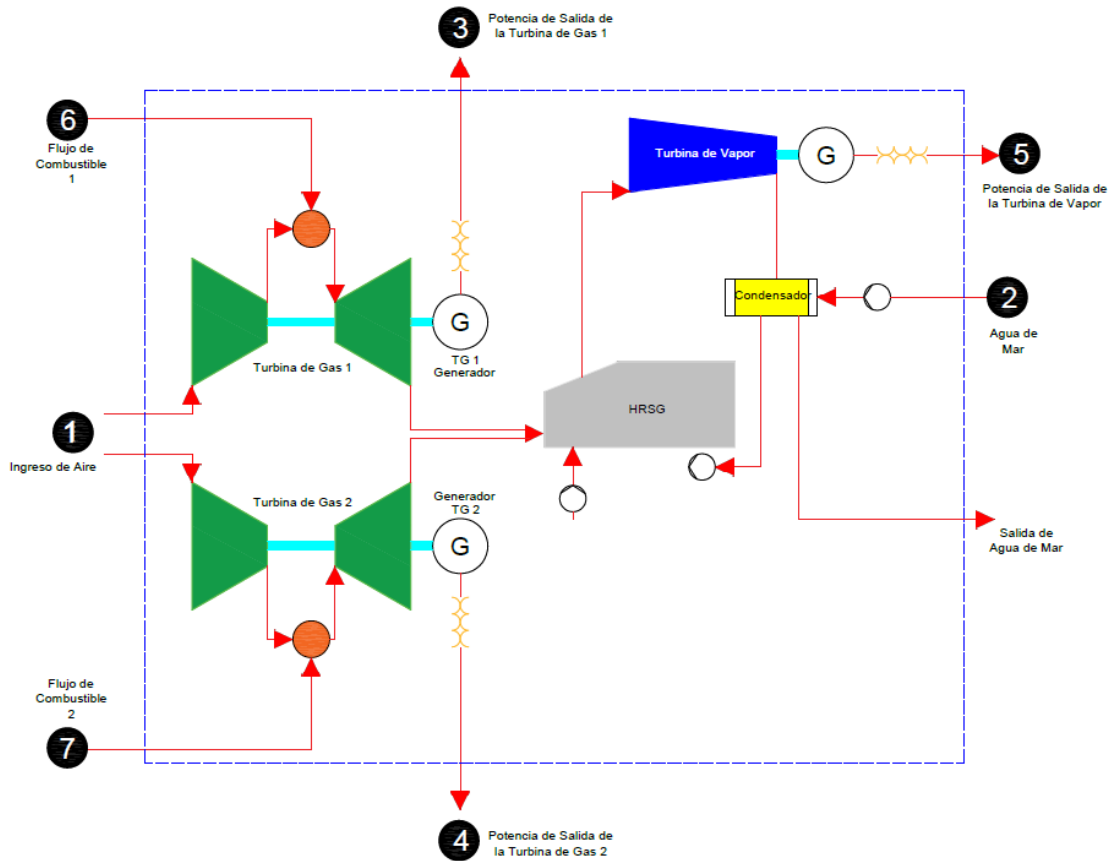 3
Potencia de Salida de
la Turbina de Gas 1
6
Flujo de
Combustible
1
Turbina de Vapor
G
5
Potencia de Salida de
la Turbina de Vapor
G
TG 1
Generador
Turbina de Gas 1
Condensador
2
Agua de
Mar
HRSG
1
Ingreso de Aire
Turbina de Gas 2
Generador
TG 2
G
Salida de
Agua de Mar
Flujo de
Combustible
2
7
4
Potencia de Salida de
la Turbina de Gas 2